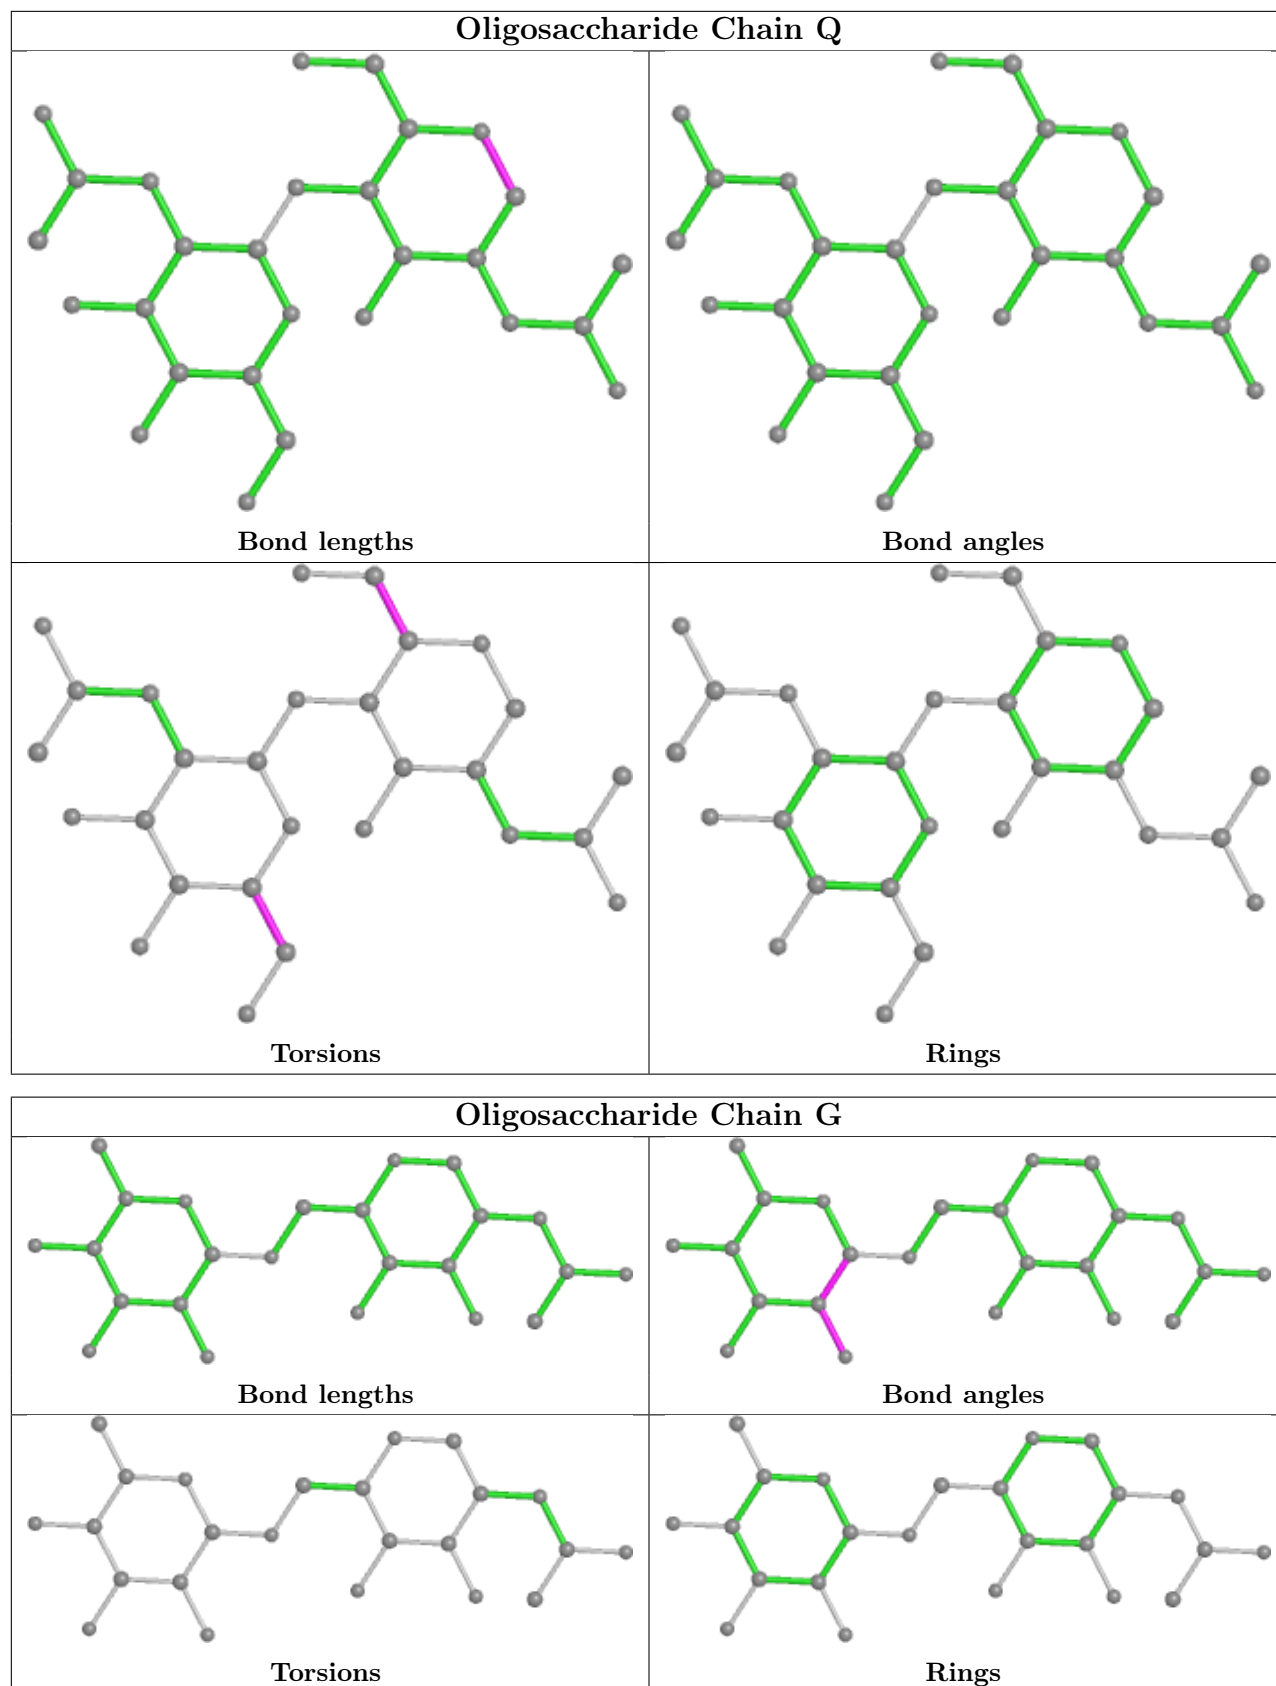 Oligosaccharide Chain Q
Bond lengths
Bond angles
Torsions
Rings
Oligosaccharide Chain G
Bond lengths
Bond angles
Torsions
Rings